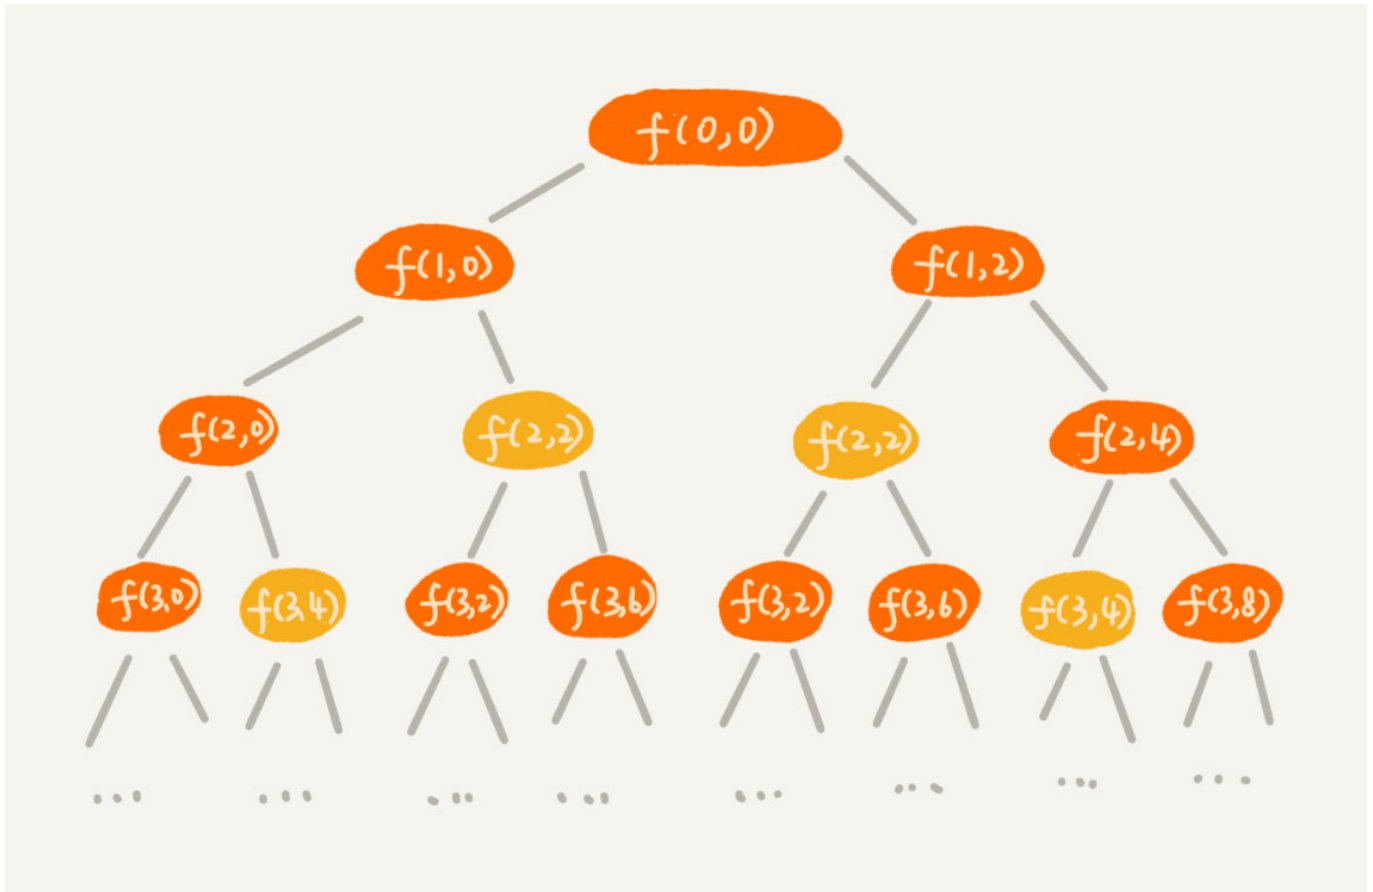 f(0,0)
f(1,0) f(1,2)
f(2,0) f(2,2) f(2,2) f(2,4)
f(3,0) f(3,4) f(3,2) f(3,6) f(3,2) f(3,6) f(3,4) f(3,8)
... ... ... ... ... ... ... ...